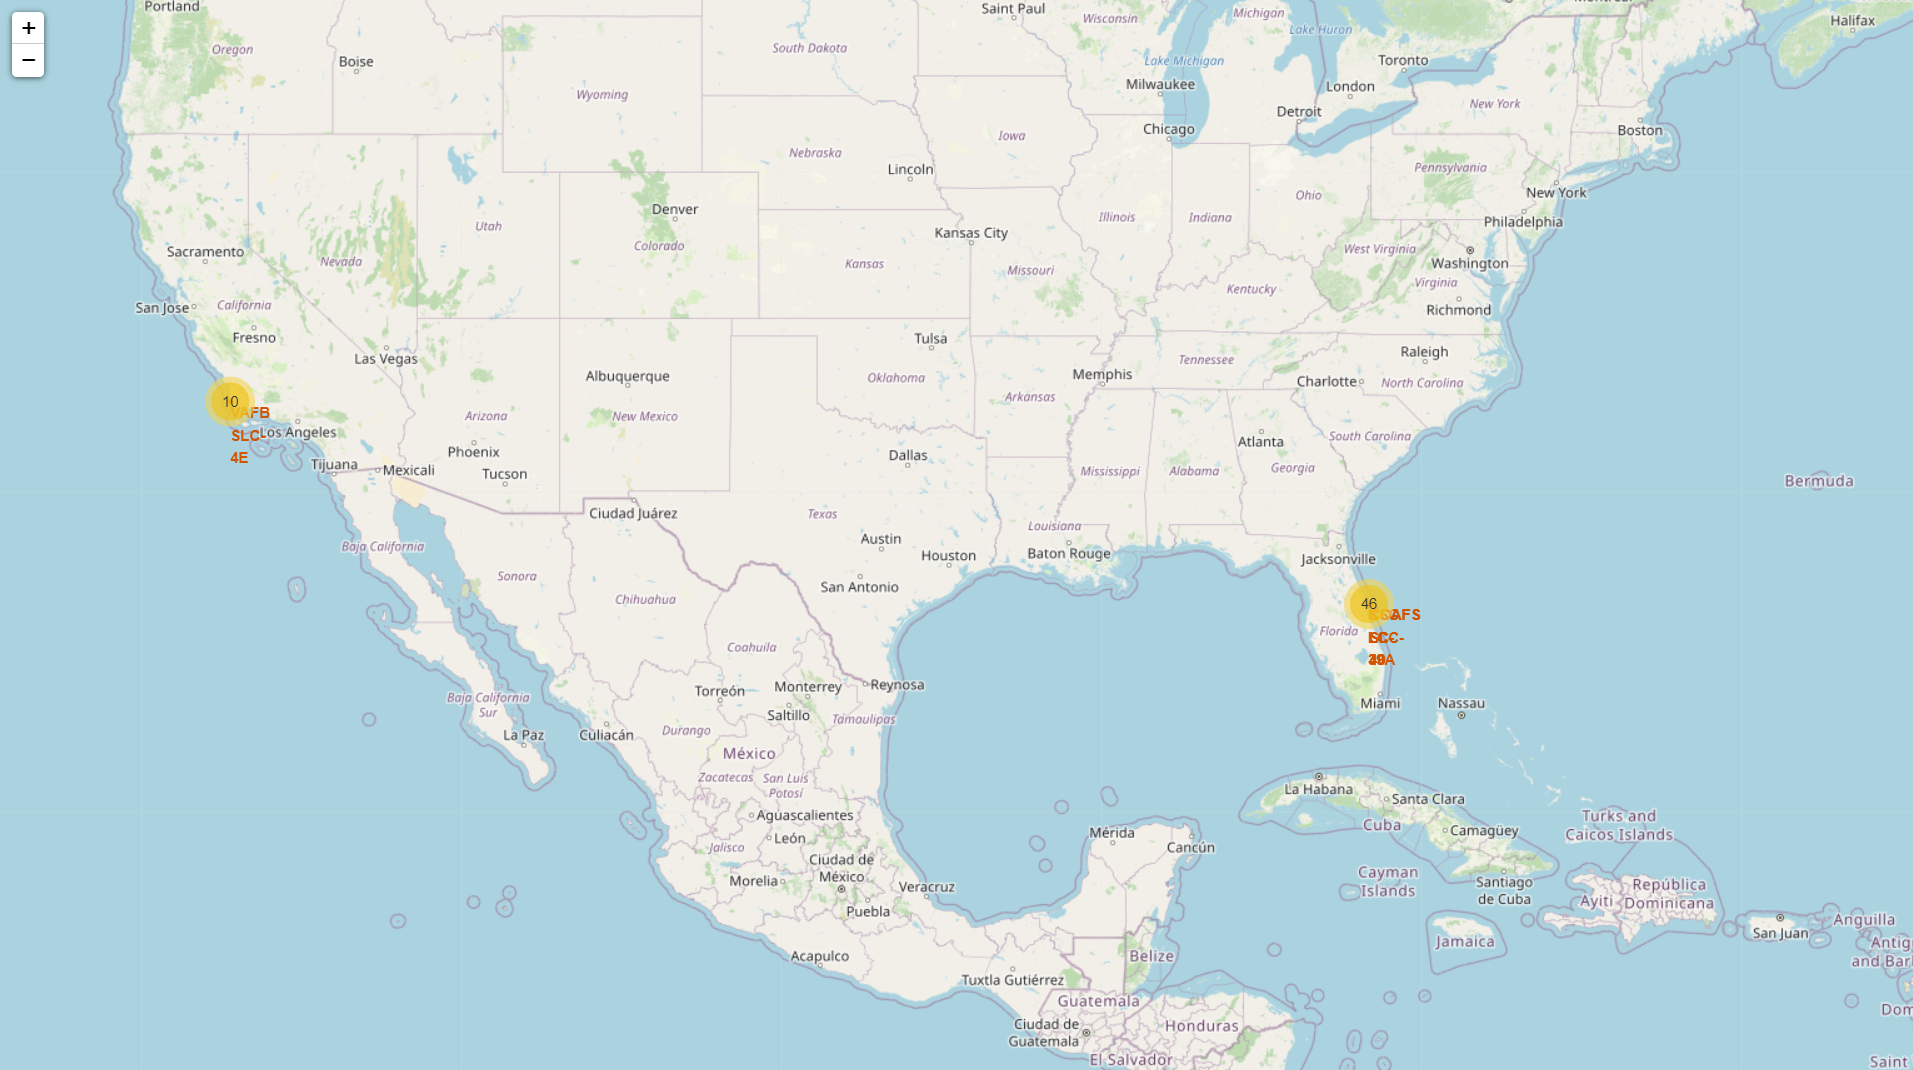 Portland
Saint Paul
Wisconsin
Michigan
Montréal
Halifax
+
−
Oregon
Boise
South Dakota
Lake Huron
Lake Michigan
Toronto
Wyoming
Milwaukee
London
New York
Detroit
Chicago
Boston
Iowa
Nebraska
Lincoln
Pennsylvania
Ohio
New York
Denver
Illinois
Indiana
Philadelphia
Utah
Kansas City
Sacramento
Colorado
West Virginia
Nevada
Kansas
Missouri
Washington
Virginia
Kentucky
California
San Jose
Richmond
Fresno
Tulsa
Raleigh
Las Vegas
Tennessee
Albuquerque
Oklahoma
Memphis
Charlotte
North Carolina
Arkansas
10
VAFB
SLC-
4E
Arizona
New Mexico
Los Angeles
South Carolina
Atlanta
Phoenix
Dallas
Tijuana
Mexicali
Tucson
Mississippi
Alabama
Georgia
Bermuda
Ciudad Juárez
Texas
Louisiana
Austin
Baja California
Houston
Baton Rouge
Jacksonville
Sonora
San Antonio
Chihuahua
46
AFS
Florida
Coahuila
Torreón
Monterrey
Reynosa
Baja California
Sur
Miami
Nassau
Saltillo
Tamaulipas
La Paz
Culiacán
Durango
México
Zacatecas
San Luis
Potosí
La Habana
Santa Clara
Aguascalientes
Cuba
Camagüey
Turks and
Caicos Islands
León
Mérida
Jalisco
Cancún
Ciudad de
México
Morelia
Veracruz
Cayman
Islands
Santiago
de Cuba
República
Dominicana
Ayiti
Puebla
Anguilla
San Juan
Jamaica
Antig
and Bar
Acapulco
Belize
Tuxtla Gutiérrez
Guatemala
Dom
Ciudad de
Guatemala
Honduras
El Salvador
Saint